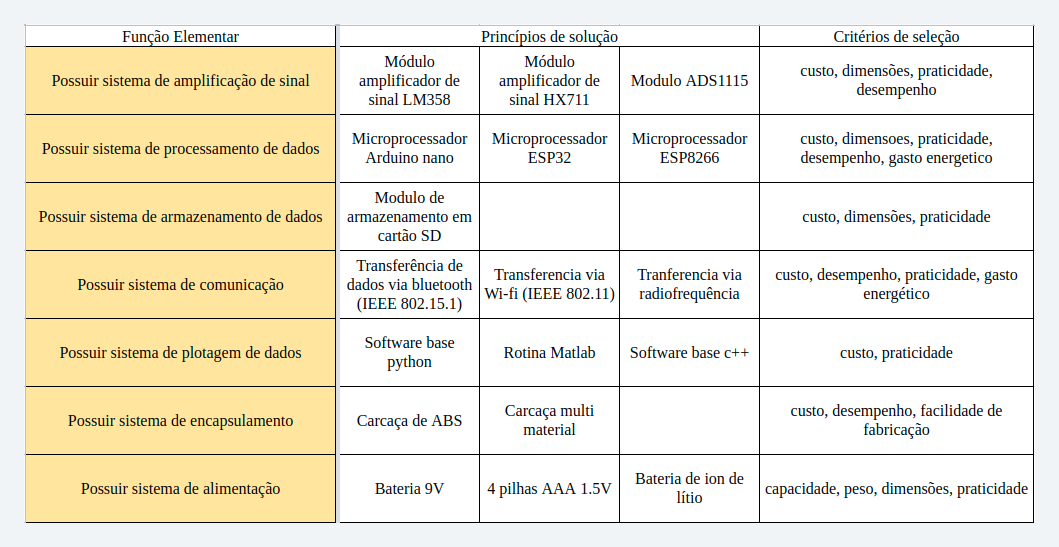 Função Elementar
Princípios de solução
Critérios de seleção
Possuir sistema de amplificação de sinal
Módulo
amplificador de
sinal LM358
Módulo
amplificador de
sinal HX711
Modulo ADS1115
custo, dimensões, praticidade,
desempenho
Possuir sistema de processamento de dados
Microprocessador
Arduino nano
Microprocessador
ESP32
Microprocessador
ESP8266
custo, dimensoes, praticidade,
desempenho, gasto energetico
Possuir sistema de armazenamento de dados
Modulo de
armazenamento em
cartão SD
custo, dimensões, praticidade
Possuir sistema de comunicação
Transferência de
dados via bluetooth
(IEEE 802.15.1)
Transferencia via
Wi-fi (IEEE 802.11)
Tranferencia via
radiofrequência
custo, desempenho, praticidade, gasto
energético
Possuir sistema de plotagem de dados
Software base
python
Rotina Matlab
Software base c++
custo, praticidade
Possuir sistema de encapsulamento
Carcaça de ABS
Carcaça multi
material
custo, desempenho, facilidade de
fabricação
Possuir sistema de alimentação
Bateria 9V
4 pilhas AAA 1.5V
Bateria de ion de
lítio
capacidade, peso, dimensões, praticidade